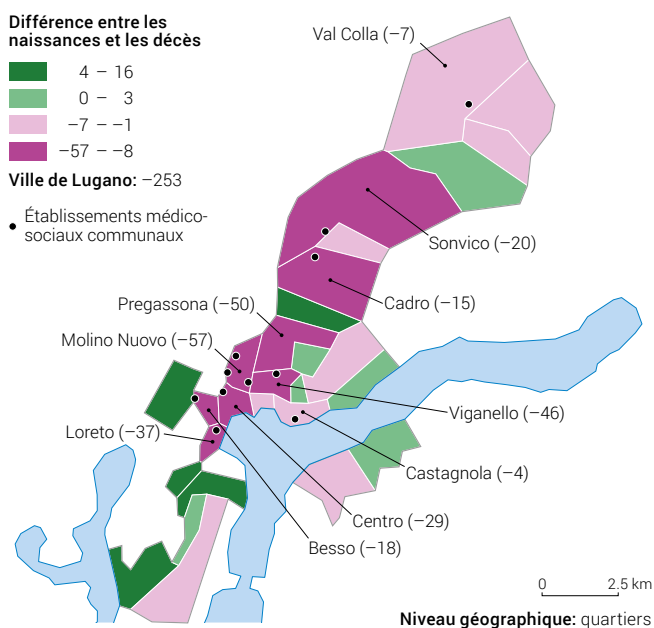 Différence entre les
naissances et les décès
4 – 16
0 – 3
–7 – –1
–57 – –8
Ville de Lugano: –253
Établissements médico-
sociaux communaux
Val Colla (–7)
Sonvico (–20)
Cadro (–15)
Pregassona (–50)
Molino Nuovo (–57)
Viganello (–46)
Loreto (–37)
Castagnola (–4)
Centro (–29)
Besso (–18)
0 2.5 km
Niveau géographique: quartiers